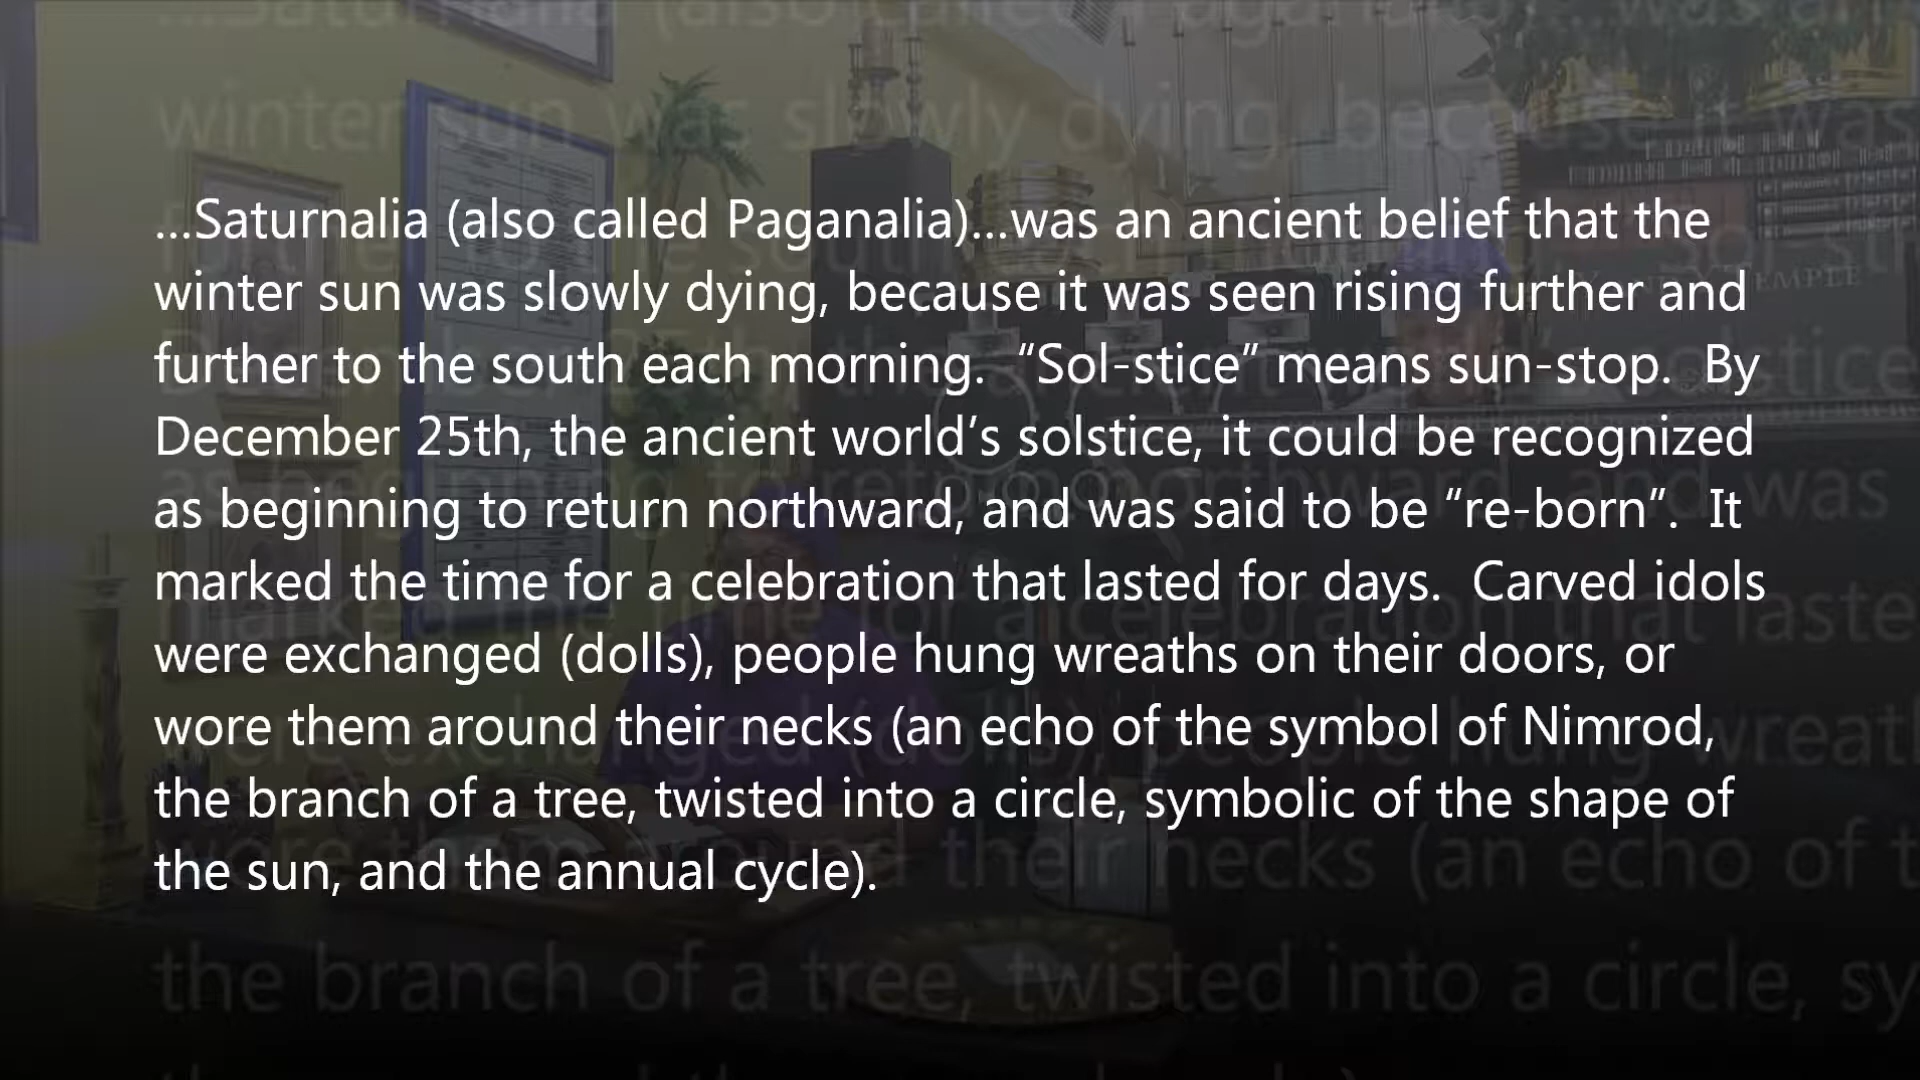 ...Saturnalia (also called Paganalia)...was an ancient belief that the
winter sun was slowly dying, because it was seen rising further and
further to the south each morning.  “Sol-stice” means sun-stop.  By
December 25th, the ancient world’s solstice, it could be recognized
as beginning to return northward, and was said to be “re-born”.  It
marked the time for a celebration that lasted for days.  Carved idols
were exchanged (dolls), people hung wreaths on their doors, or
wore them around their necks (an echo of the symbol of Nimrod,
the branch of a tree, twisted into a circle, symbolic of the shape of
the sun, and the annual cycle).